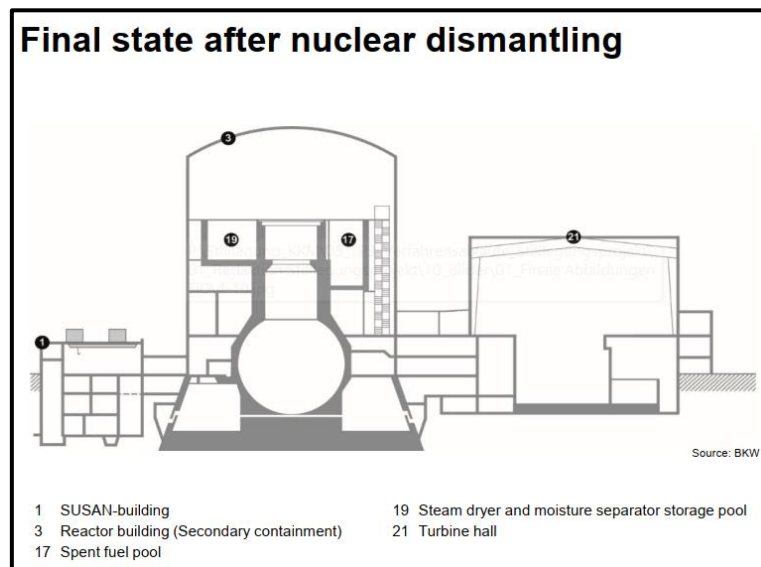 Final state after nuclear dismantling
3
19
17
21
1
Source: BKW
1 SUSAN-building
3 Reactor building (Secondary containment)
17 Spent fuel pool
19 Steam dryer and moisture separator storage pool
21 Turbine hall